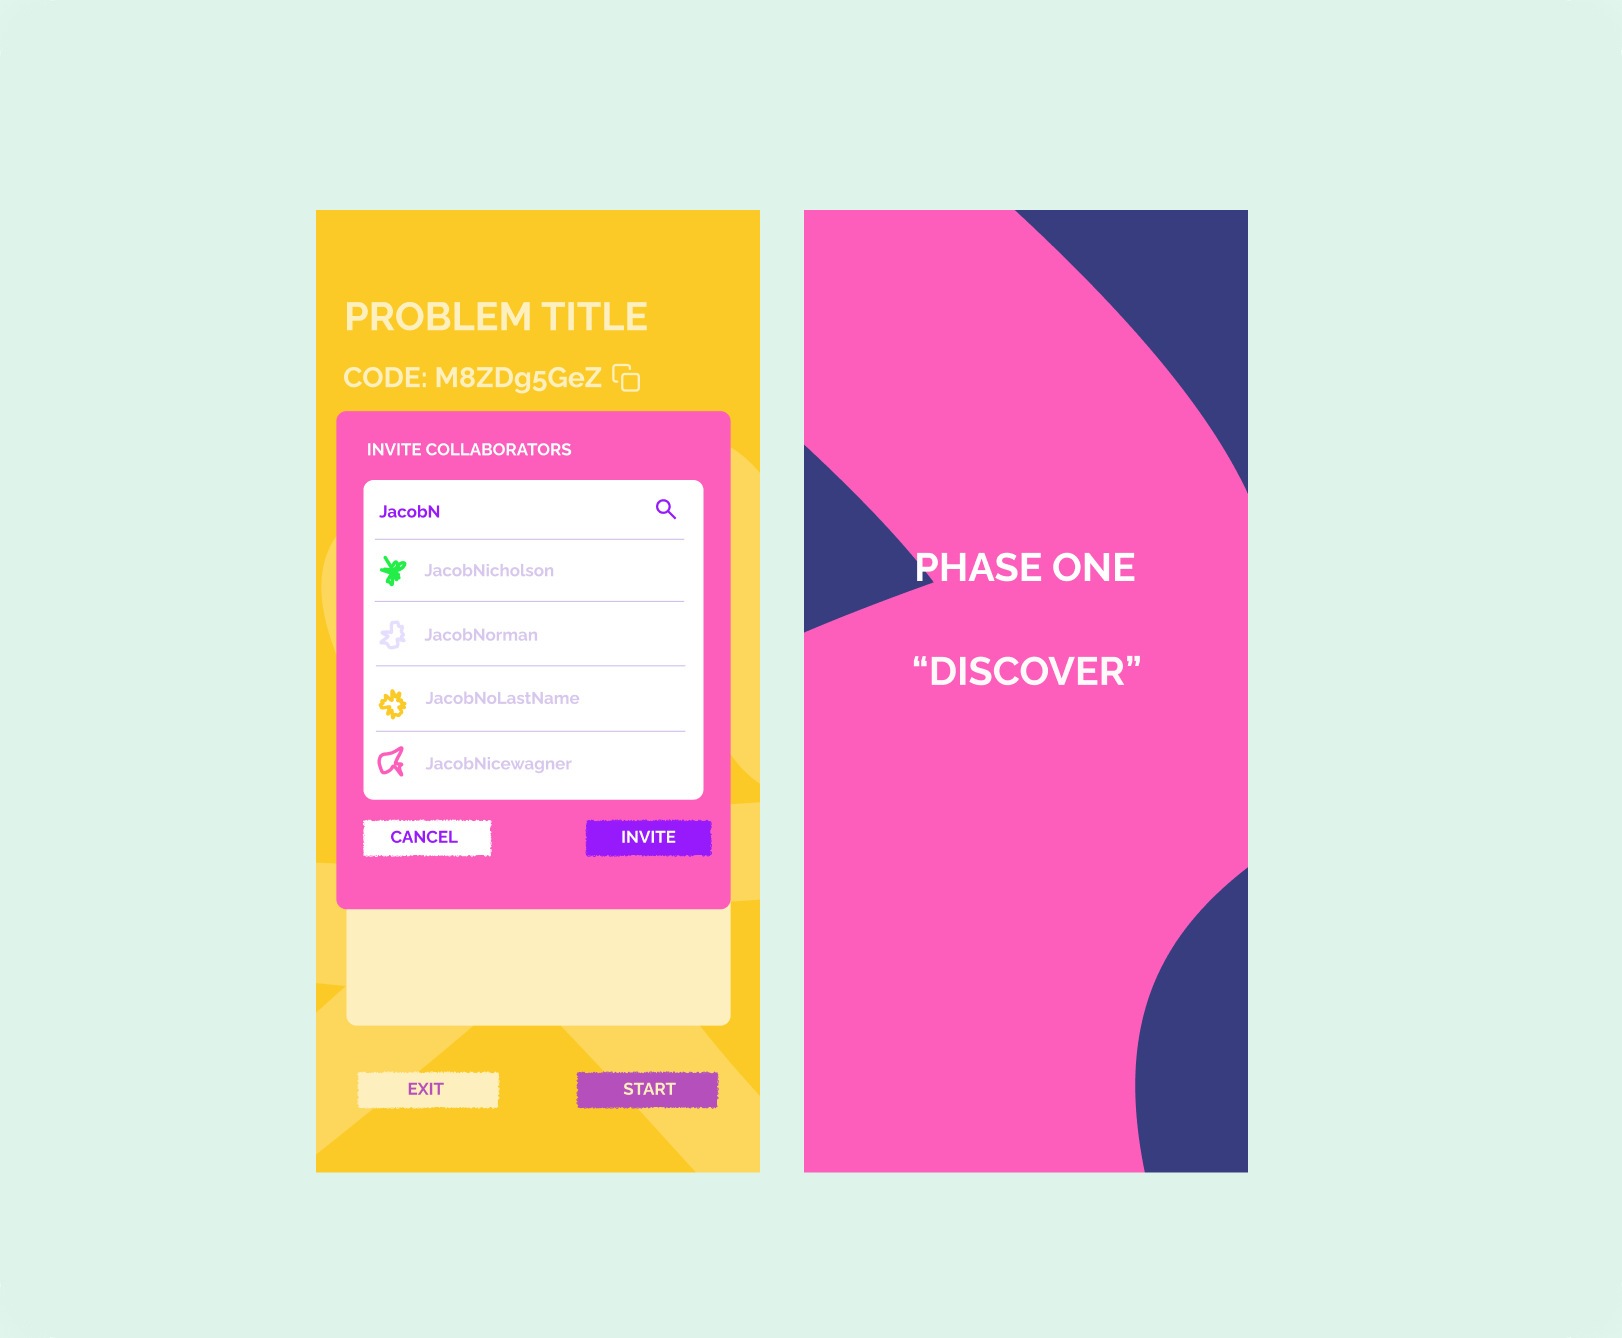 PROBLEM TITLE
CODE: M8ZDg5GeZ
INVITE COLLABORATORS
JacobN
JacobNicholson
JacobNorman
JacobNoLastName
JacobNicewagner
CANCEL
INVITE
EXIT
START
PHASE ONE
“DISCOVER”